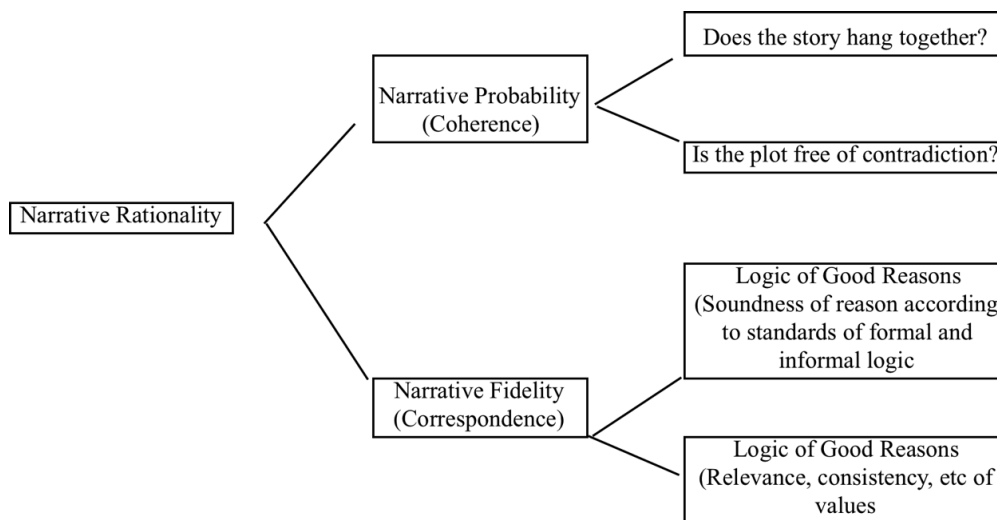 Does the story hang together?
Narrative Probability
(Coherence)
Is the plot free of contradiction?
Narrative Rationality
Logic of Good Reasons
(Soundness of reason according
to standards of formal and
informal logic
Narrative Fidelity
(Correspondence)
Logic of Good Reasons
(Relevance, consistency, etc of
values